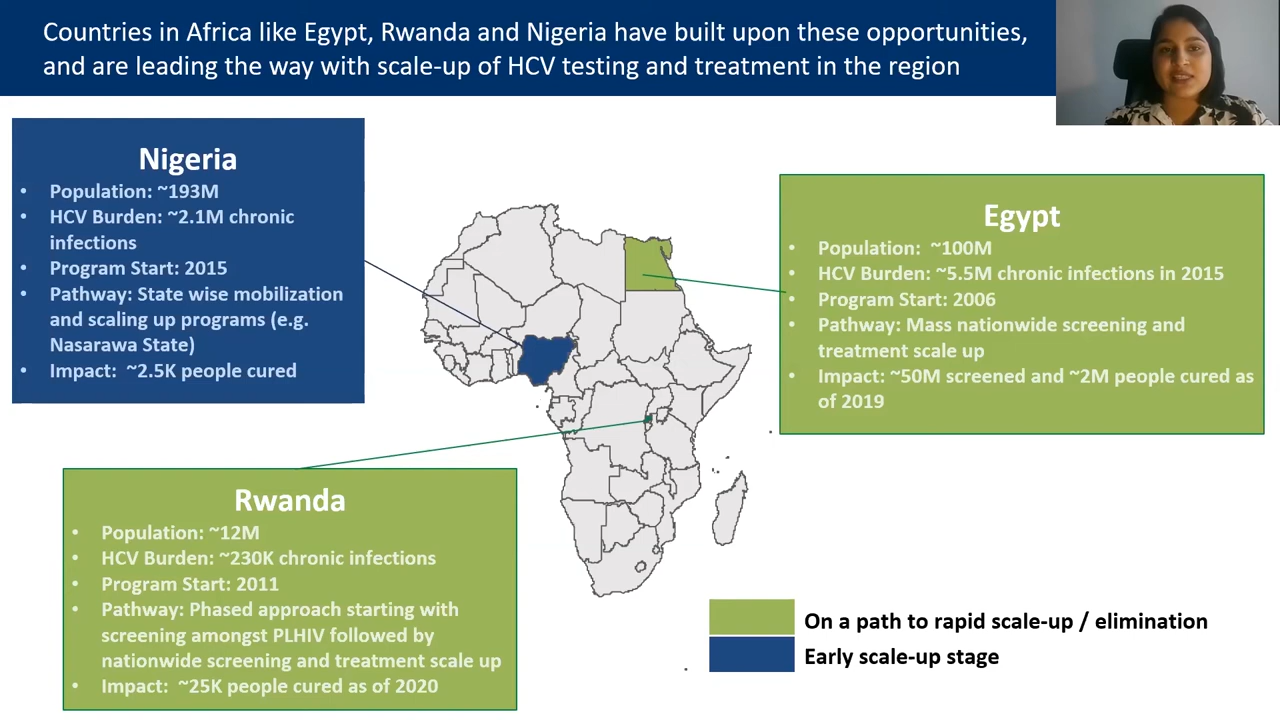 Countries in Africa like Egypt, Rwanda and Nigeria have built upon these opportunities,
and are leading the way with scale-up of HCV testing and treatment in the region
Nigeria
• Population: ~193M
• HCV Burden: ~2.1M chronic
infections
• Program Start: 2015
• Pathway: State wise mobilization
and scaling up programs (e.g.
Nasarawa State)
• Impact: ~2.5K people cured
Egypt
• Population: ~100M
• HCV Burden: ~5.5M chronic infections in 2015
• Program Start: 2006
• Pathway: Mass nationwide screening and
treatment scale up
• Impact: ~50M screened and ~2M people cured as
of 2019
Rwanda
• Population: ~12M
• HCV Burden: ~230K chronic infections
• Program Start: 2011
• Pathway: Phased approach starting with
screening amongst PLHIV followed by
nationwide screening and treatment scale up
• Impact: ~25K people cured as of 2020
On a path to rapid scale-up / elimination
Early scale-up stage